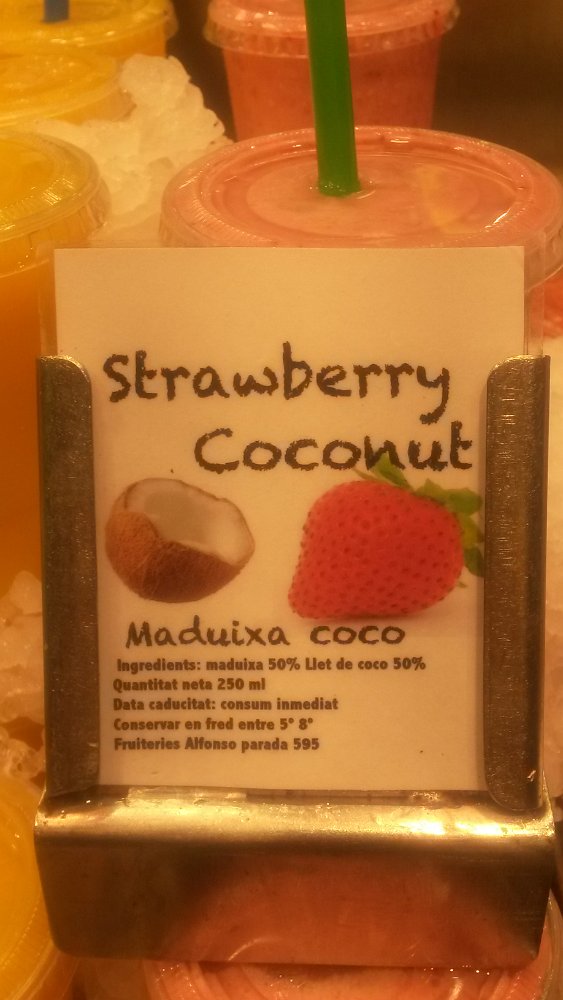 Strawberry
Coconut
Maduixa coco
Ingredients: maduixa 50% Llet de coco 50%
Quantitat neta 250 ml
Data caducitat: consum inmediat
Conservar en fred entre 5° 8°
Fruiteries Alfonso parada 595